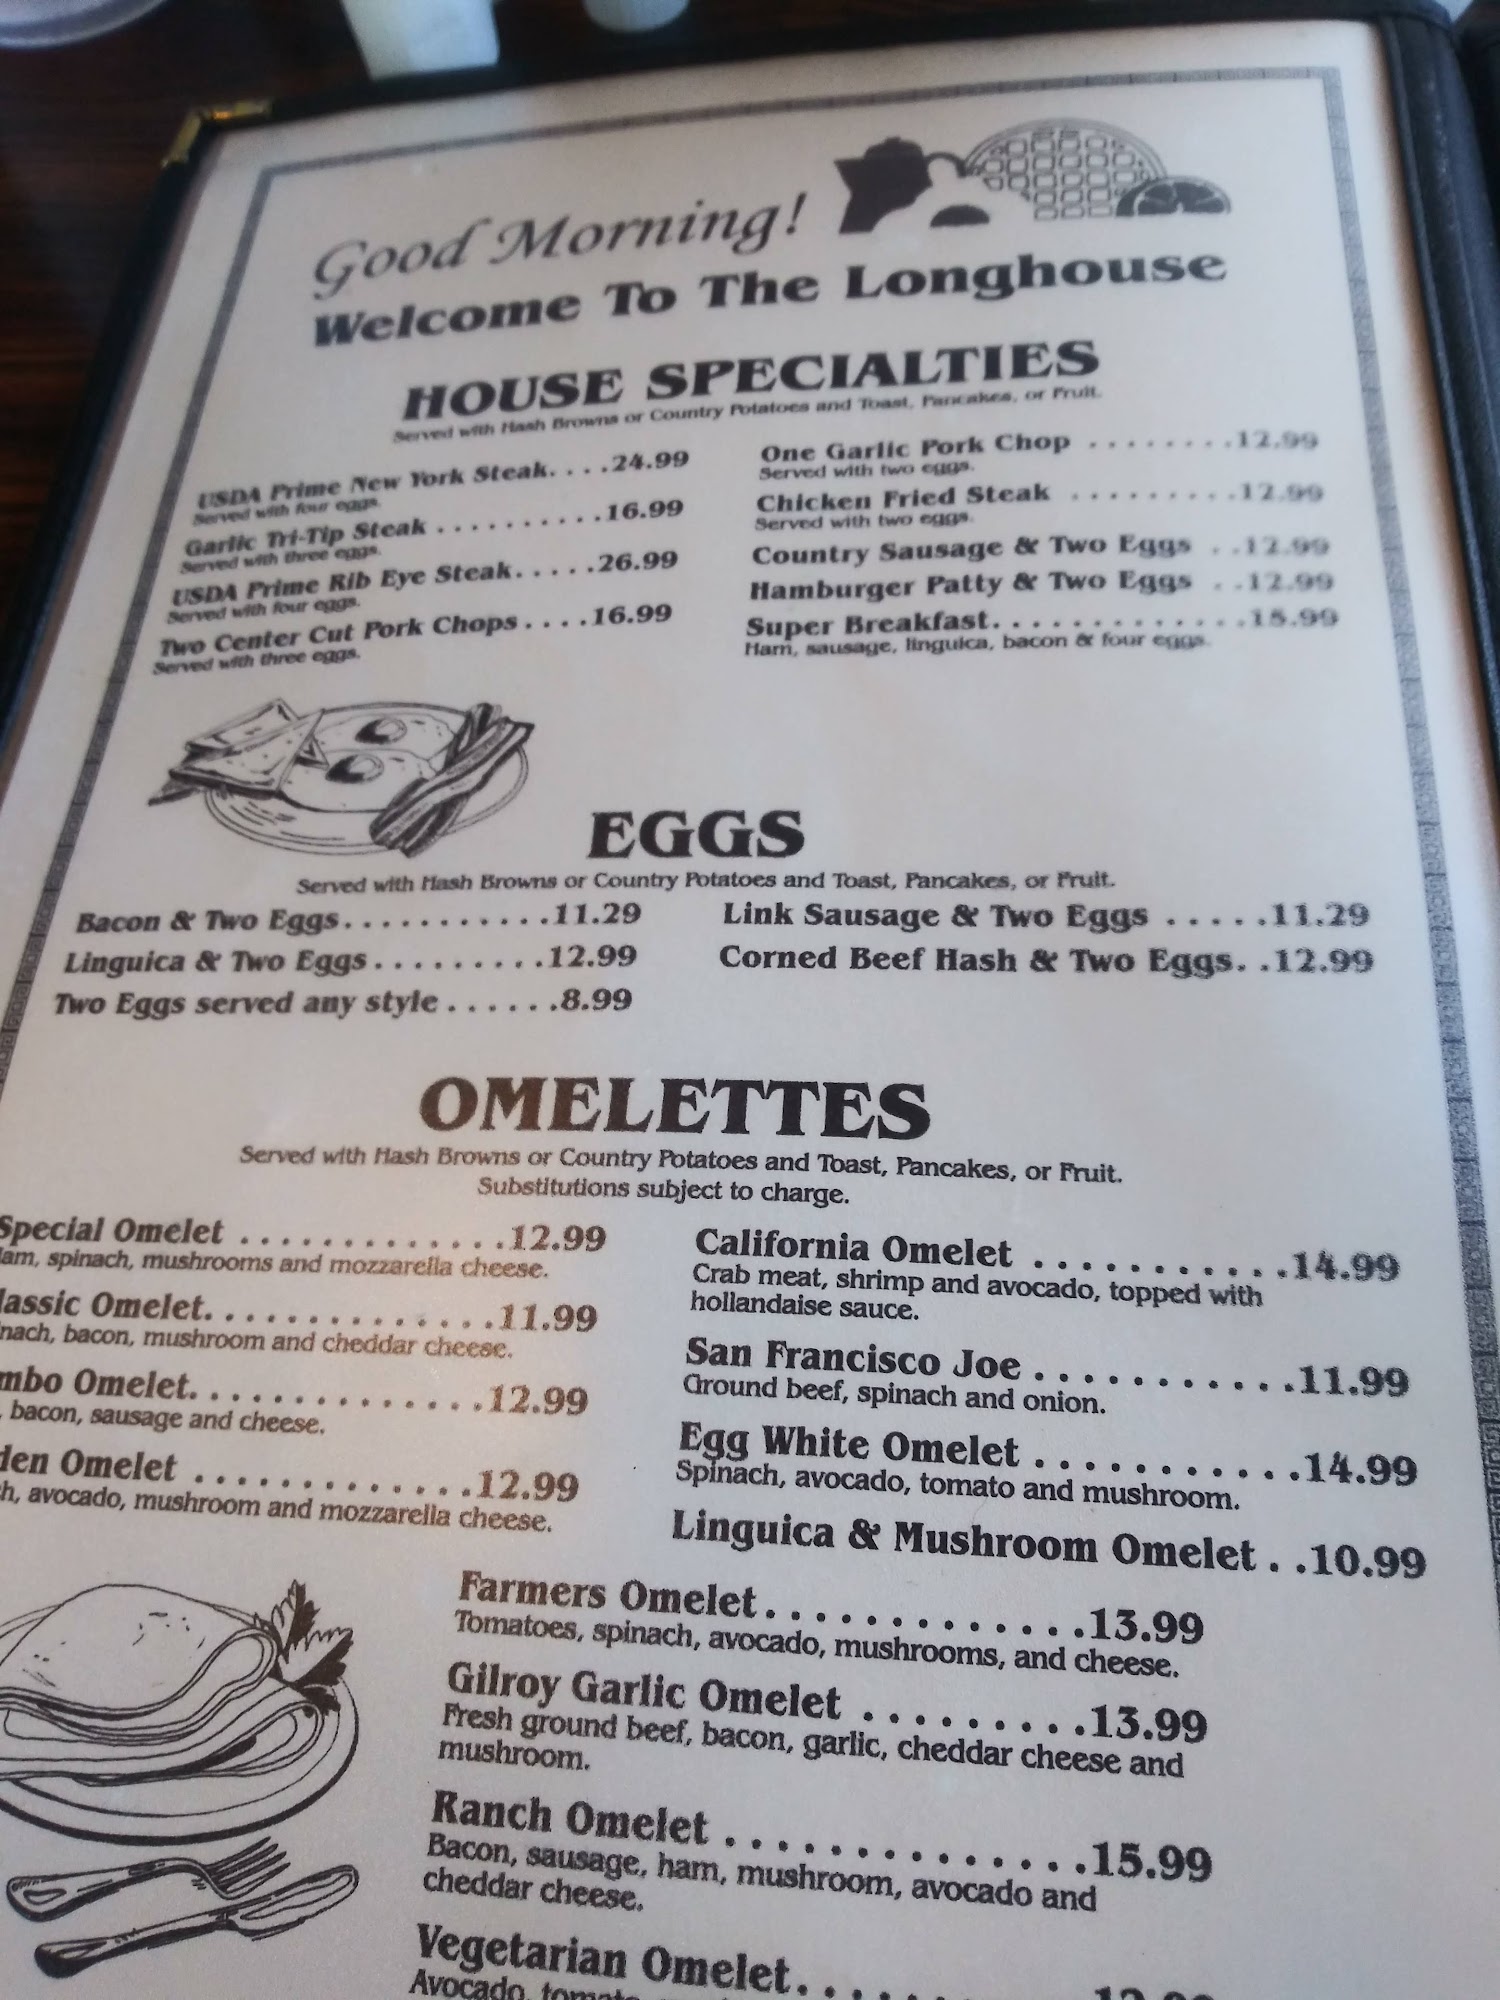 Good Morning!
Welcome To The Longhouse
HOUSE SPECIALTIES
Served with Hash Browns or Country Potatoes and Toast, Pancakes, or Fruit.
USDA Prime New York Steak. . . .24.99
Served with four eggs.
Garlic Tri-Tip Steak . . . . . . . . . .16.99
Served with three eggs.
USDA Prime Rib Eye Steak. . . . .26.99
Served with four eggs.
Two Center Cut Pork Chops . . . .16.99
Served with three eggs.
One Garlic Pork Chop . . . . . . . .12.99
Served with two eggs.
Chicken Fried Steak . . . . . . . . .12.99
Served with two eggs.
Country Sausage & Two Eggs . .12.99
Hamburger Patty & Two Eggs . .12.99
Super Breakfast. . . . . . . . . . . . .15.99
Ham, sausage, linguica, bacon & four eggs.
EGGS
Served with Hash Browns or Country Potatoes and Toast, Pancakes, or Fruit.
Bacon & Two Eggs. . . . . . . . . . .11.29
Linguica & Two Eggs . . . . . . . . .12.99
Two Eggs served any style . . . . . .8.99
Link Sausage & Two Eggs . . . . .11.29
Corned Beef Hash & Two Eggs. .12.99
OMELETTES
Served with Hash Browns or Country Potatoes and Toast, Pancakes, or Fruit.
Substitutions subject to charge.
Special Omelet . . . . . . . . . . . . .12.99
am, spinach, mushrooms and mozzarella cheese.
lassic Omelet. . . . . . . . . . . . . .11.99
nach, bacon, mushroom and cheddar cheese.
mbo Omelet. . . . . . . . . . . . . .12.99
, bacon, sausage and cheese.
den Omelet . . . . . . . . . . . .12.99
h, avocado, mushroom and mozzarella cheese.
California Omelet . . . . . . . . . . .14.99
Crab meat, shrimp and avocado, topped with
hollandaise sauce.
San Francisco Joe . . . . . . . . . . .11.99
Ground beef, spinach and onion.
Egg White Omelet . . . . . . . . . . .14.99
Spinach, avocado, tomato and mushroom.
Linguica & Mushroom Omelet . .10.99
Farmers Omelet. . . . . . . . . . . . .13.99
Tomatoes, spinach, avocado, mushrooms, and cheese.
Gilroy Garlic Omelet . . . . . . . . .13.99
Fresh ground beef, bacon, garlic, cheddar cheese and
mushroom.
Ranch Omelet . . . . . . . . . . . . . .15.99
Bacon, sausage, ham, mushroom, avocado and
cheddar cheese.
Vegetarian Omelet. . .
Avocado,